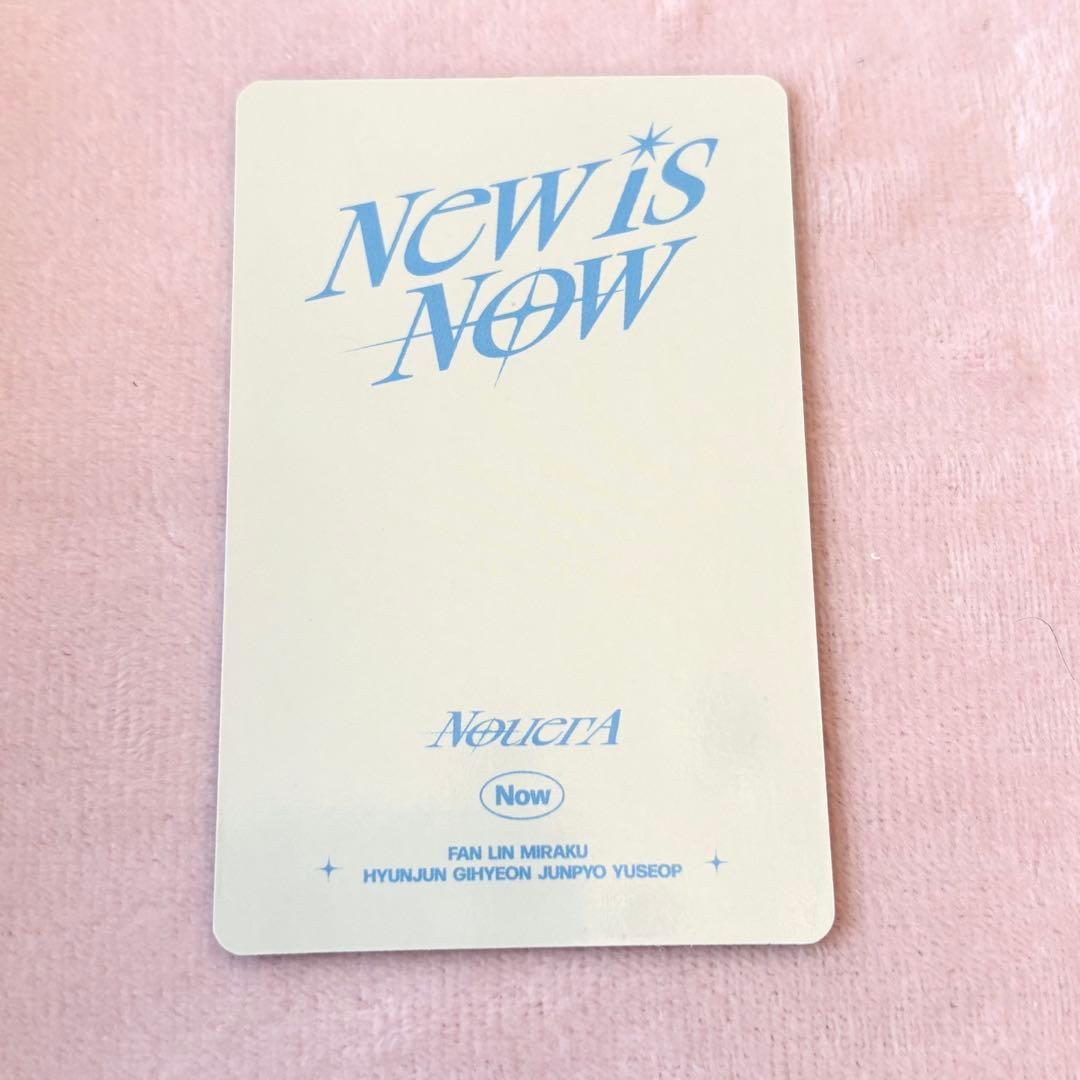 New is
Now
NouerA
Now
FAN LIN MIRAKU
HYUNJUN GIHYEON JUNPYO YUSEOP